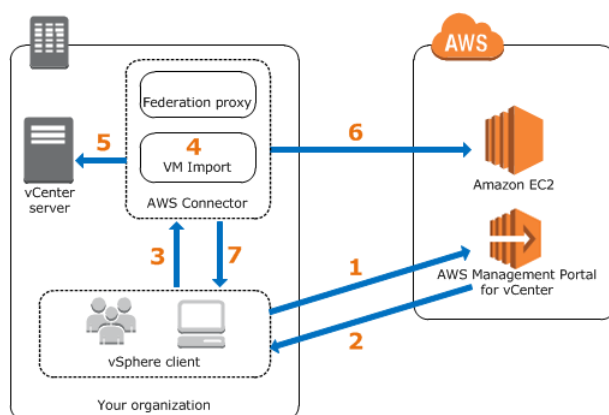 AWS
Federation proxy
5
4
VM Import
6
vCenter
server
AWS Connector
Amazon EC2
3
7
1
AWS Management Portal
for vCenter
2
vSphere client
Your organization